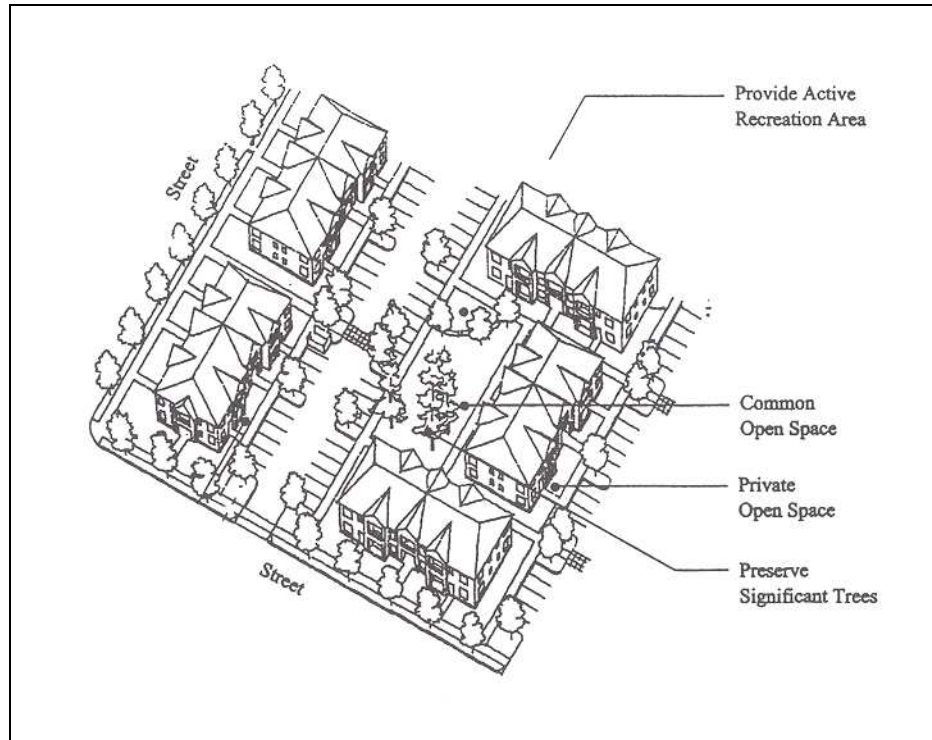 Provide Active
Recreation Area
Street
Common
Open Space
Private
Open Space
Street
Preserve
Significant Trees